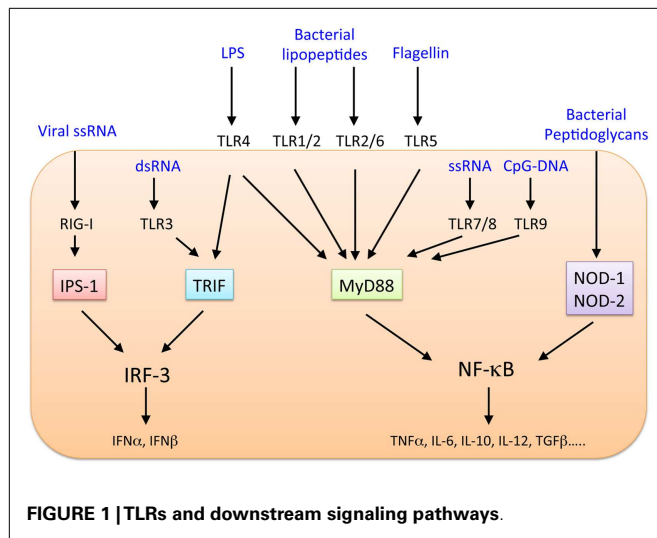 LPS
Bacterial
lipopeptides
Flagellin
Viral ssRNA
Bacterial
Peptidoglycans
TLR4
TLR1/2
TLR2/6
TLR5
dsRNA
ssRNA
CpG-DNA
RIG-I
TLR3
TLR7/8
TLR9
IPS-1
TRIF
MyD88
NOD-1
NOD-2
IRF-3
NF-κB
IFNα, IFNβ
TNFα, IL-6, IL-10, IL-12, TGFβ.....
FIGURE 1 | TLRs and downstream signaling pathways.